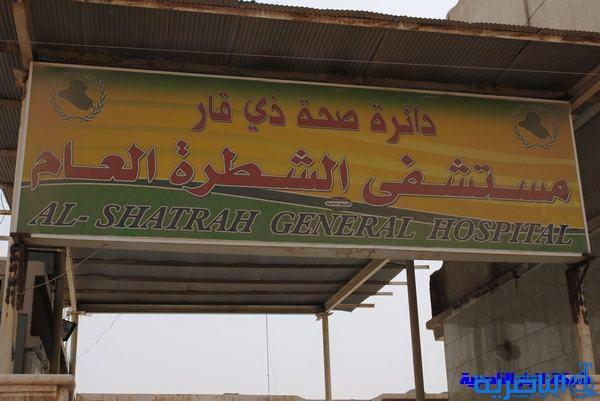 دائرة صحة ذي قار
مستشفى الشطرة العام
AL- SHATRAH GENERAL HOSPITAL